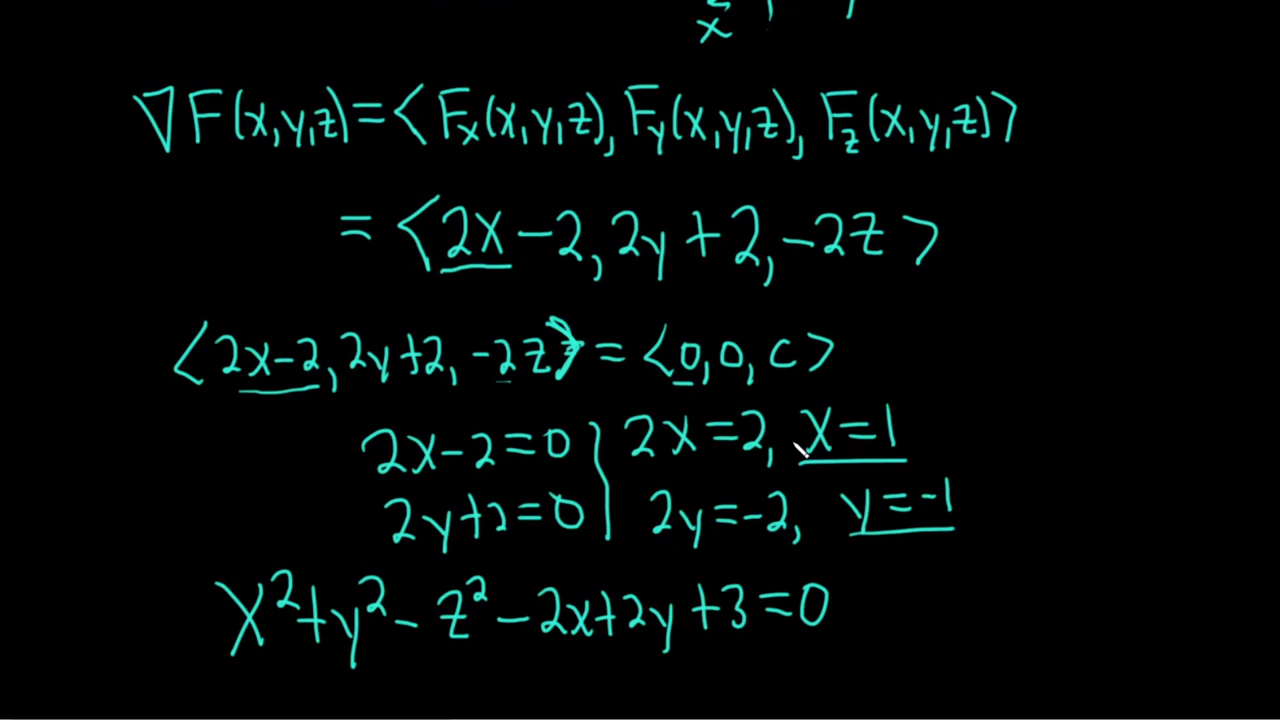 x
∇F(x,y,z)=⟨Fx(x,y,z), Fy(x,y,z), Fz(x,y,z)⟩
= ⟨2x-2, 2y+2, -2z⟩
⟨2x-2, 2y+2, -2z⟩ = ⟨0, 0, c⟩
2x-2=0 2x=2, x=1
2y+2=0 2y=-2, y=-1
x²+y²-z²-2x+2y+3=0